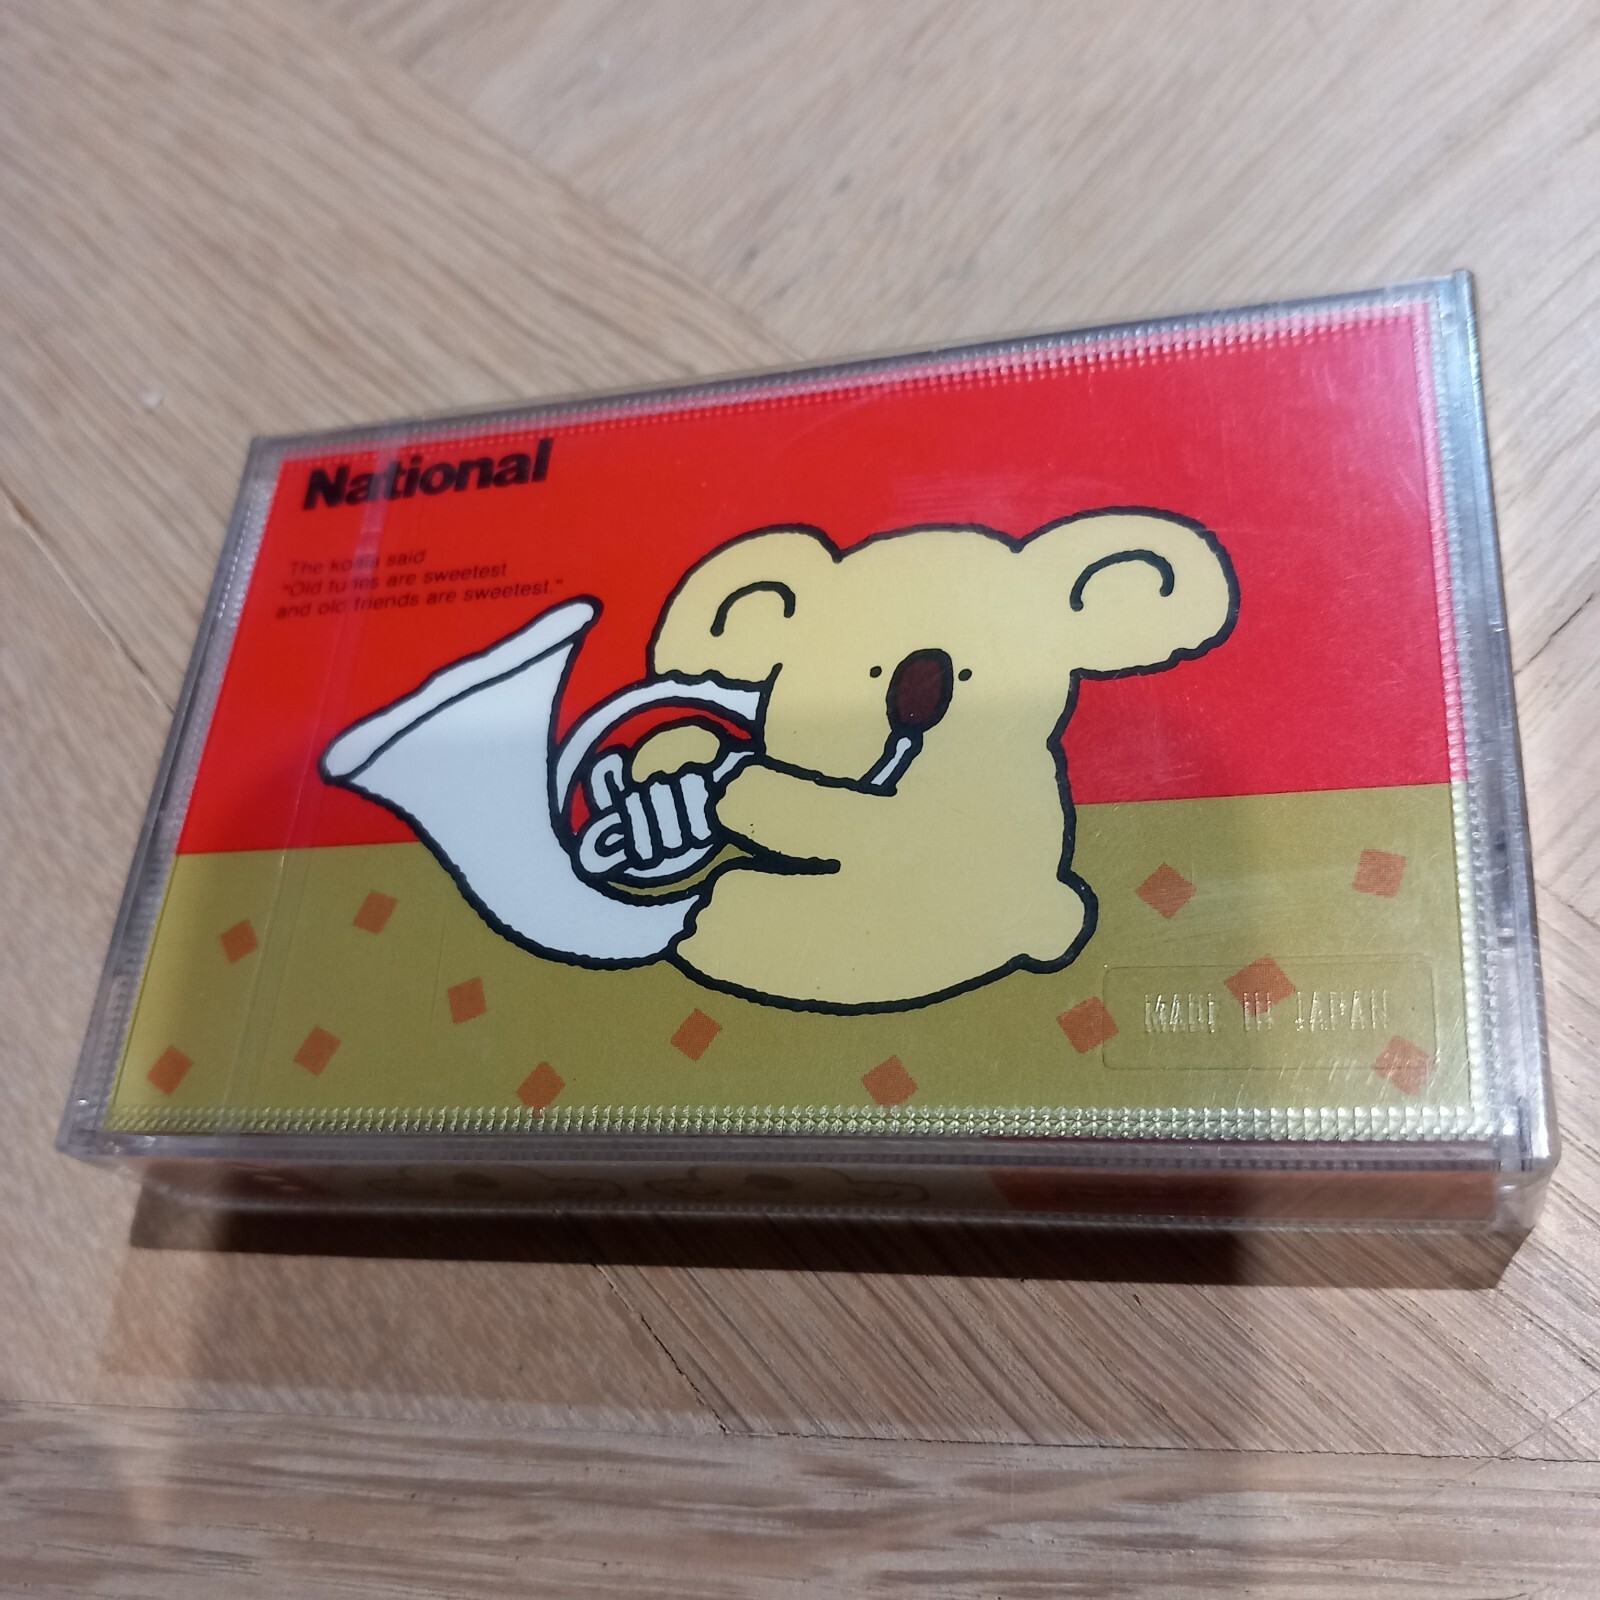 National
The koala said
"Old tunes are sweetest
and old friends are sweetest."
MADE IN JAPAN